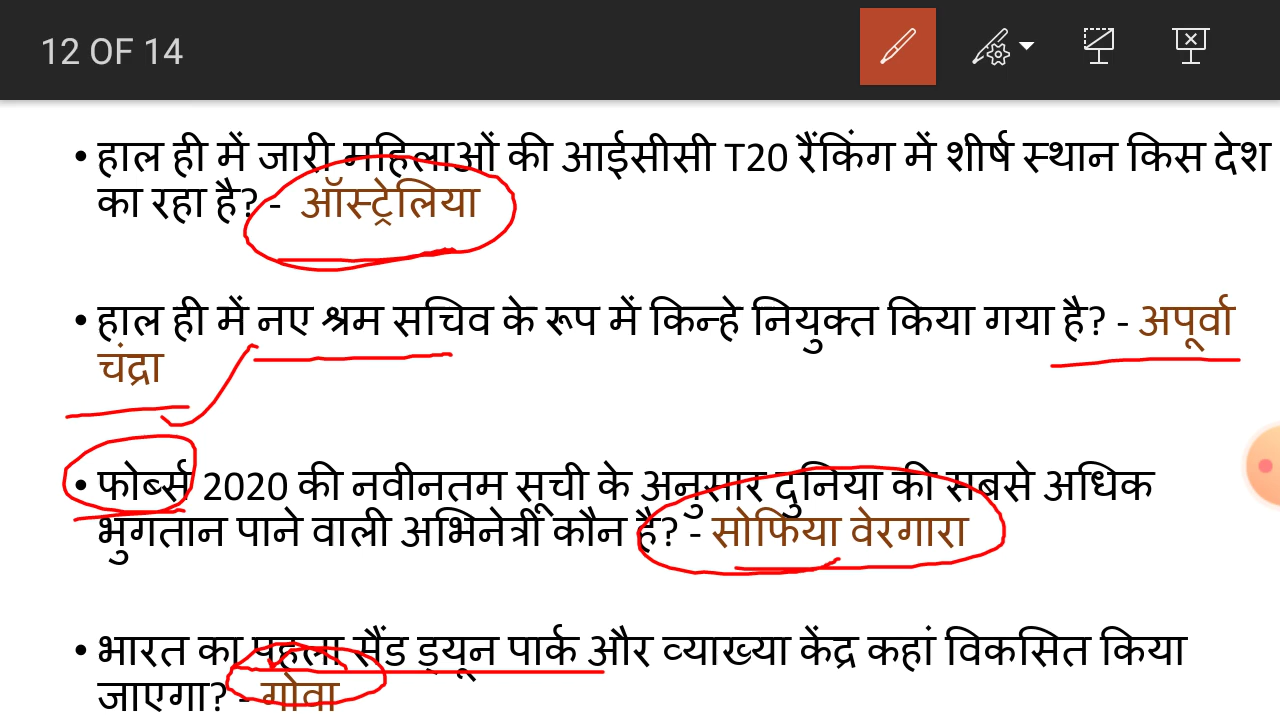 12 OF 14
• हाल ही में जारी महिलाओं की आईसीसी T20 रैंकिंग में शीर्ष स्थान किस देश
का रहा है? - ऑस्ट्रेलिया
• हाल ही में नए श्रम सचिव के रूप में किन्हे नियुक्त किया गया है? - अपूर्वा
चंद्रा
• फोर्ब्स 2020 की नवीनतम सूची के अनुसार दुनिया की सबसे अधिक
भुगतान पाने वाली अभिनेत्री कौन है? - सोफिया वेरगारा
• भारत का पहला सैंड ड्यून पार्क और व्याख्या केंद्र कहां विकसित किया
जाएगा? - गोवा